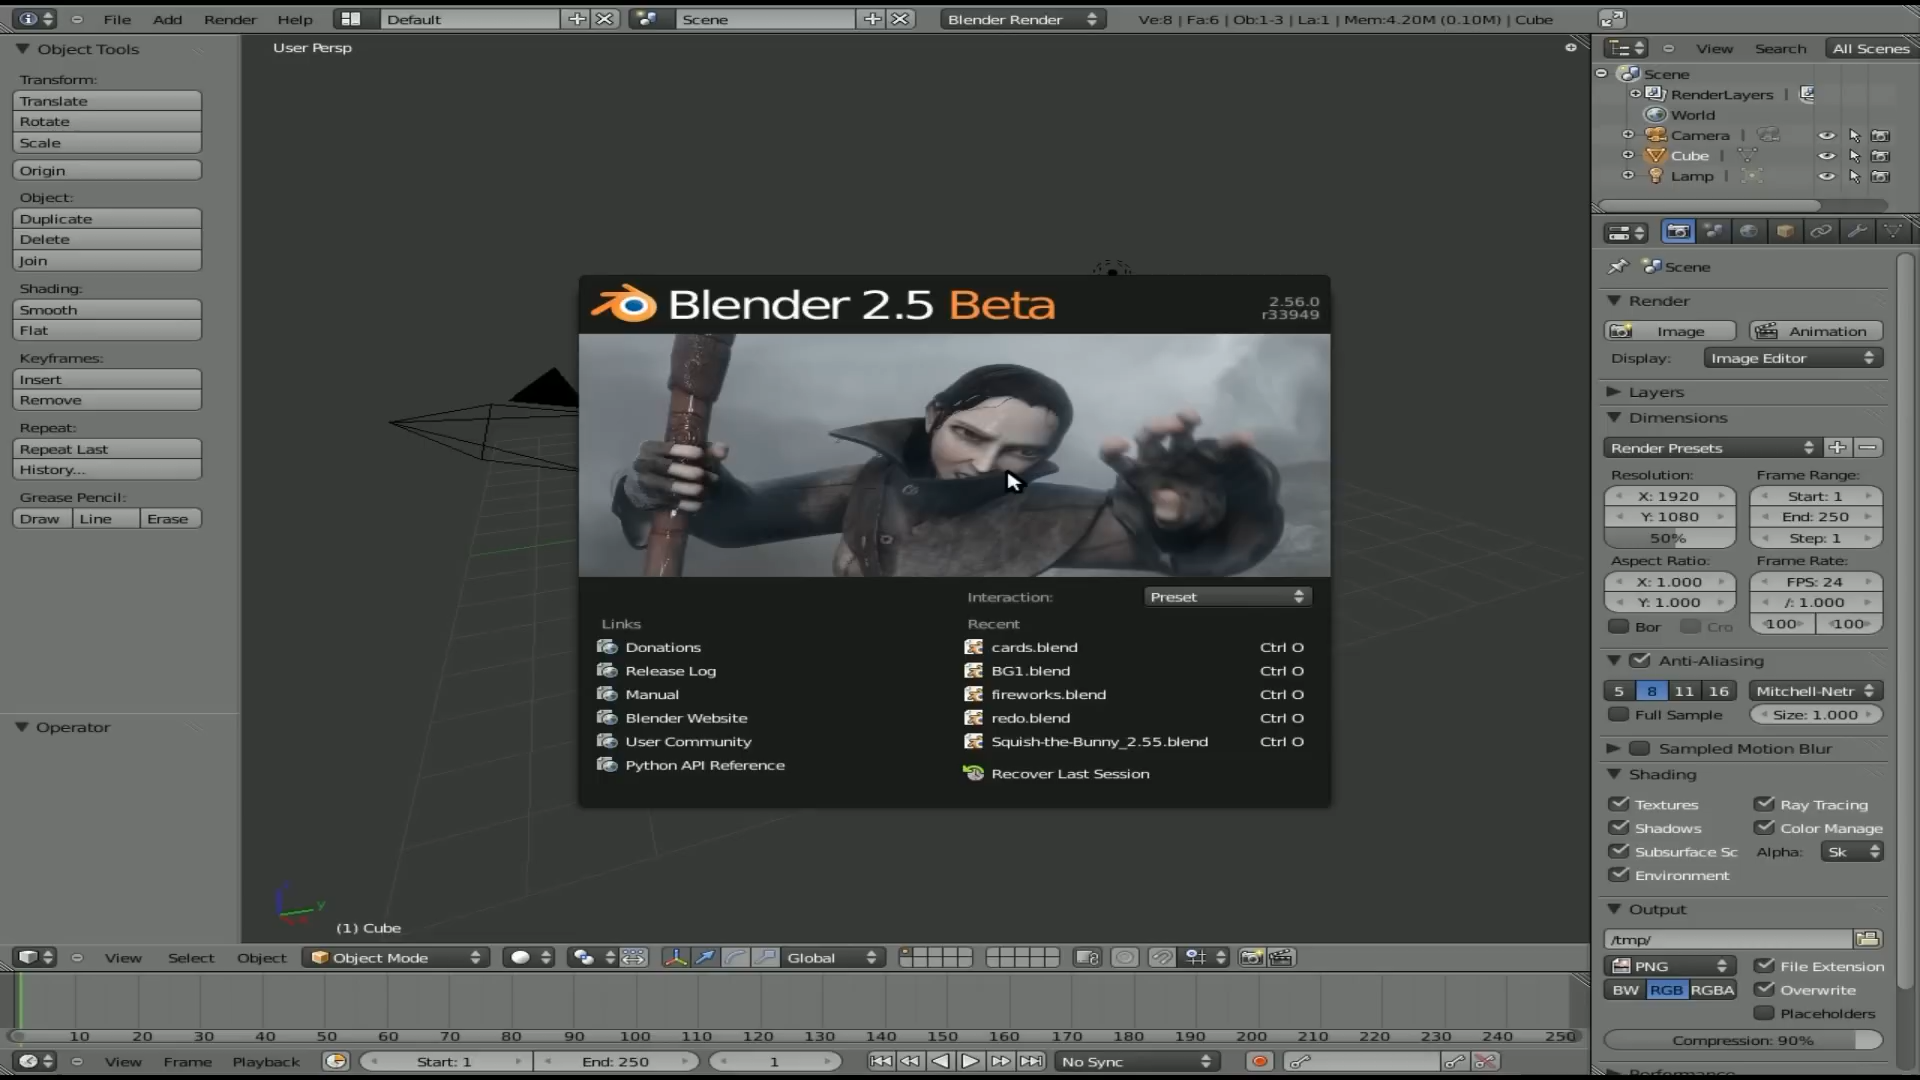 File Add Render Help Default Scene Blender Render Ve:8 | Fa:6 | Ob:1-3 | La:1 | Mem:4.20M (0.10M) | Cube
Object Tools
Transform:
Translate
Rotate
Scale
Origin
Object:
Duplicate
Delete
Join
Shading:
Smooth
Flat
Keyframes:
Insert
Remove
Repeat:
Repeat Last
History...
Grease Pencil:
Draw Line Erase
Operator
User Persp
Blender 2.5 Beta
2.56.0
r33949
Interaction: Preset
Links
Donations
Release Log
Manual
Blender Website
User Community
Python API Reference
Recent
cards.blend Ctrl O
BG1.blend Ctrl O
fireworks.blend Ctrl O
redo.blend Ctrl O
Squish-the-Bunny_2.55.blend Ctrl O
Recover Last Session
y
(1) Cube
View Search All Scenes
Scene
RenderLayers |
World
Camera |
Cube |
Lamp |
Scene
Render
Image Animation
Display: Image Editor
Layers
Dimensions
Render Presets
Resolution: Frame Range:
X: 1920 Start: 1
Y: 1080 End: 250
50% Step: 1
Aspect Ratio: Frame Rate:
X: 1.000 FPS: 24
Y: 1.000 /: 1.000
Bor Cro 100 100
Anti-Aliasing
5 8 11 16 Mitchell-Netr
Full Sample Size: 1.000
Sampled Motion Blur
Shading
Textures Ray Tracing
Shadows Color Manage
Subsurface Sc Alpha: Sk
Environment
Output
/tmp/
PNG File Extension
BW RGB RGBA Overwrite
Placeholders
Compression: 90%
View Select Object Object Mode Global
10 20 30 40 50 60 70 80 90 100 110 120 130 140 150 160 170 180 190 200 210 220 230 240 250
View Frame Playback Start: 1 End: 250 1 No Sync